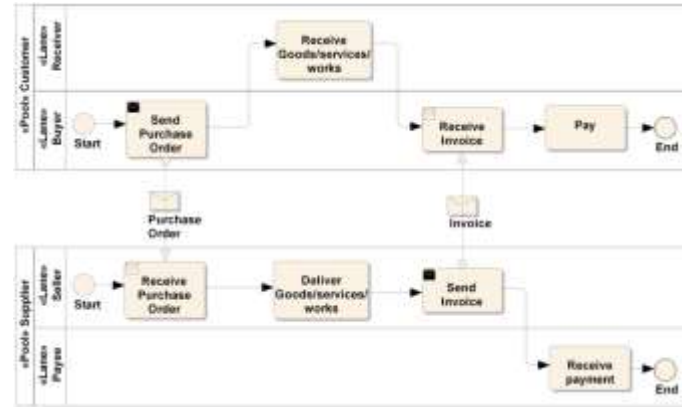 «Pool» Customer
«Lane»
Receiver
Receive
Goods/services/
works
«Lane»
Buyer
Start
Send
Purchase
Order
Receive
Invoice
Pay
End
Purchase
Order
Invoice
«Pool» Supplier
«Lane»
Seller
Start
Receive
Purchase
Order
Deliver
Goods/services/
works
Send
Invoice
«Lane»
Payee
Receive
payment
End